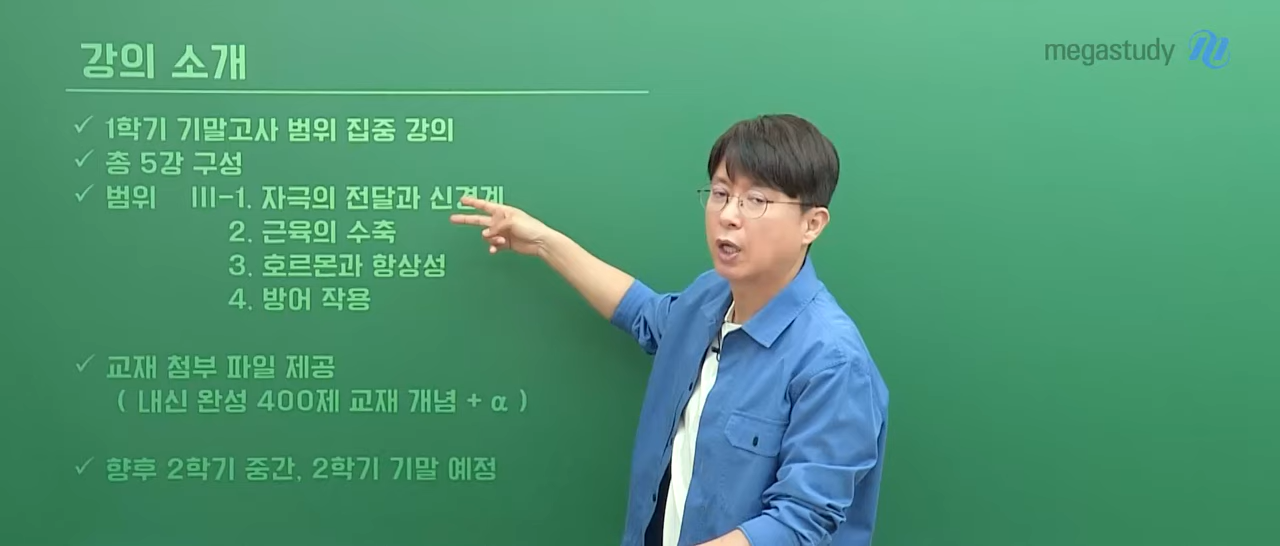 강의 소개
megastudy
✓ 1학기 기말고사 범위 집중 강의
✓ 총 5강 구성
✓ 범위 III-1. 자극의 전달과 신경계
2. 근육의 수축
3. 호르몬과 항상성
4. 방어 작용
✓ 교재 첨부 파일 제공
( 내신 완성 400제 교재 개념 + α )
✓ 향후 2학기 중간, 2학기 기말 예정